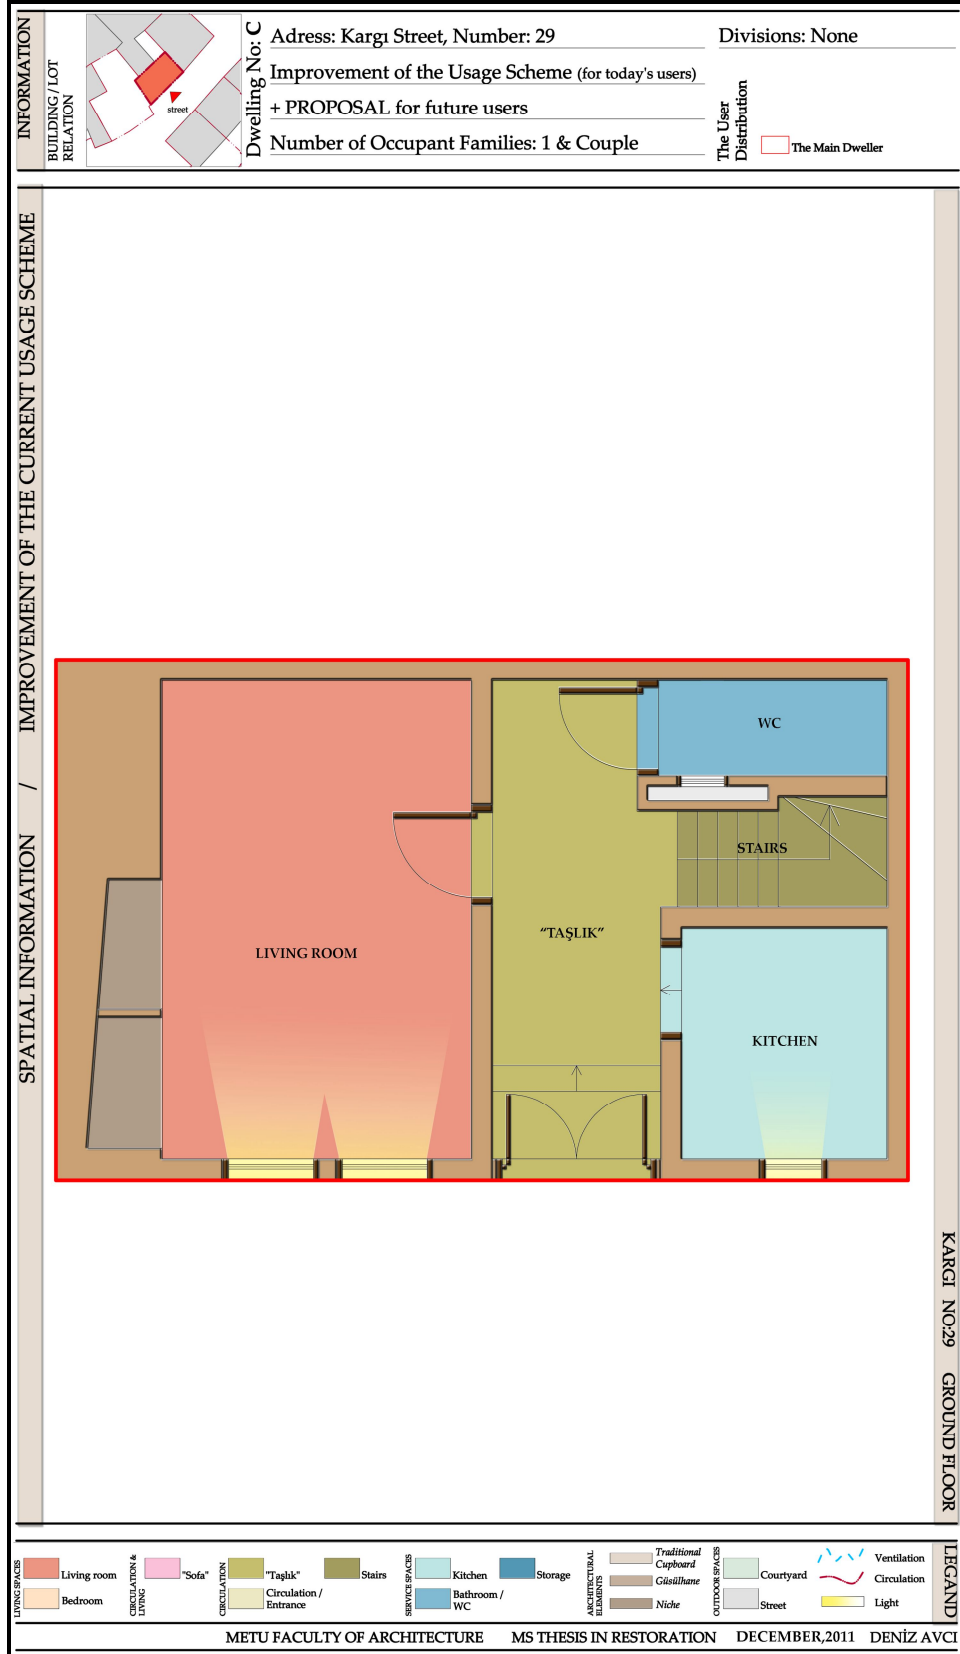 INFORMATION
BUILDING / LOT
RELATION
street
Dwelling No: C
Adress: Kargı Street, Number: 29
Improvement of the Usage Scheme (for today's users)
+ PROPOSAL for future users
Number of Occupant Families: 1 & Couple
Divisions: None
The User
Distribution
The Main Dweller
SPATIAL INFORMATION / IMPROVEMENT OF THE CURRENT USAGE SCHEME
WC
STAIRS
"TAŞLIK"
LIVING ROOM
KITCHEN
KARGI NO:29 GROUND FLOOR
LIVING SPACES
Living room
Bedroom
CIRCULATION &
LIVING
"Sofa"
CIRCULATION
"Taşlık"
Circulation /
Entrance
Stairs
SERVICE SPACES
Kitchen
Bathroom /
WC
Storage
ARCHITECTURAL
ELEMENTS
Traditional
Cupboard
Güsülhane
Niche
OUTDOOR SPACES
Courtyard
Street
Ventilation
Circulation
Light
LEGAND
METU FACULTY OF ARCHITECTURE MS THESIS IN RESTORATION DECEMBER,2011 DENİZ AVCI